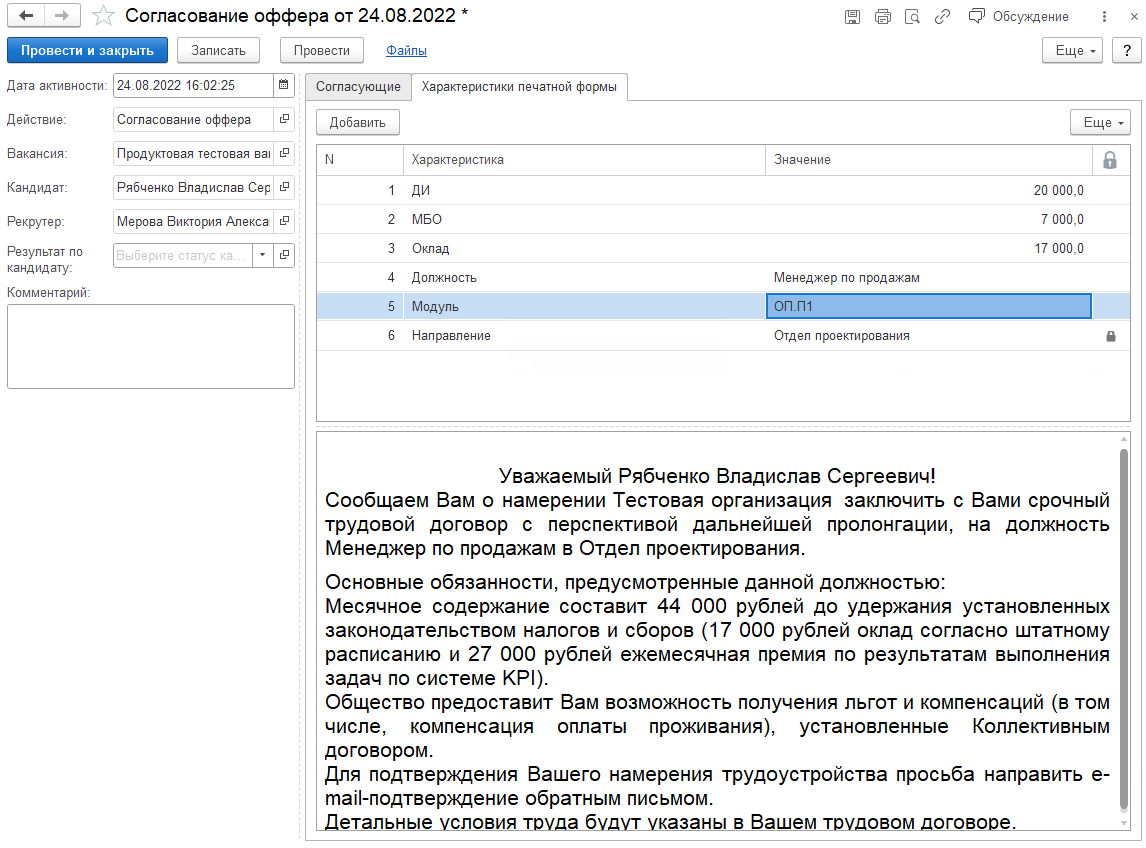 Согласование оффера от 24.08.2022 *
Обсуждение
Провести и закрыть Записать Провести Файлы Еще ?
Дата активности: 24.08.2022 16:02:25
Действие: Согласование оффера
Вакансия: Продуктовая тестовая ва
Кандидат: Рябченко Владислав Сер
Рекрутер: Мерова Виктория Алекса
Результат по
кандидату: Выберите статус ка...
Комментарий:
Согласующие Характеристики печатной формы
Добавить Еще
N Характеристика Значение
1 ДИ 20 000,0
2 МБО 7 000,0
3 Оклад 17 000,0
4 Должность Менеджер по продажам
5 Модуль ОП.П1
6 Направление Отдел проектирования
Уважаемый Рябченко Владислав Сергеевич!
Сообщаем Вам о намерении Тестовая организация заключить с Вами срочный
трудовой договор с перспективой дальнейшей пролонгации, на должность
Менеджер по продажам в Отдел проектирования.
Основные обязанности, предусмотренные данной должностью:
Месячное содержание составит 44 000 рублей до удержания установленных
законодательством налогов и сборов (17 000 рублей оклад согласно штатному
расписанию и 27 000 рублей ежемесячная премия по результатам выполнения
задач по системе KPI).
Общество предоставит Вам возможность получения льгот и компенсаций (в том
числе, компенсация оплаты проживания), установленные Коллективным
договором.
Для подтверждения Вашего намерения трудоустройства просьба направить e-
mail-подтверждение обратным письмом.
Детальные условия труда будут указаны в Вашем трудовом договоре.